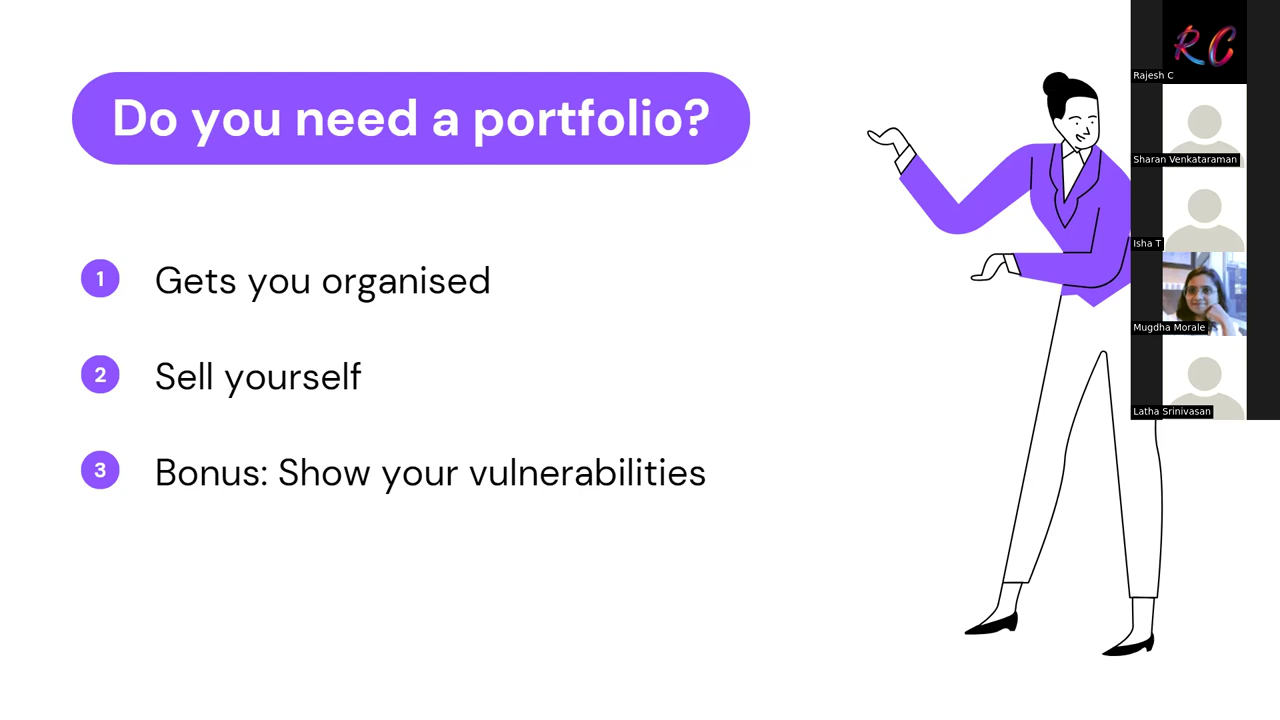 Do you need a portfolio?
1 Gets you organised
2 Sell yourself
3 Bonus: Show your vulnerabilities
RC
Rajesh C
Sharan Venkataraman
Isha T
Mugdha Morale
Latha Srinivasan